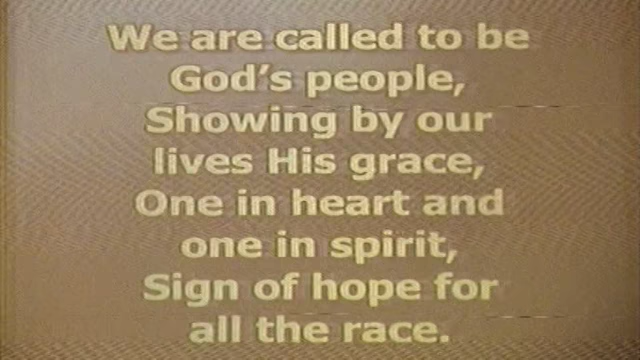 We are called to be
God's people,
Showing by our
lives His grace,
One in heart and
one in spirit,
Sign of hope for
all the race.